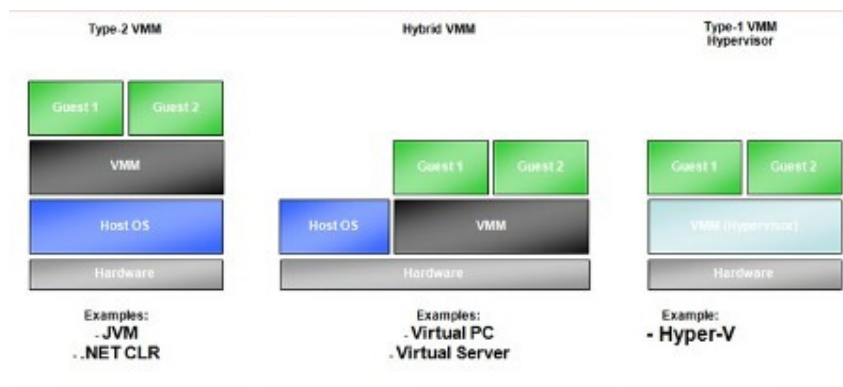 Type-2 VMM
Guest 1 Guest 2
VMM
Host OS
Hardware
Examples:
- JVM
- .NET CLR
Hybrid VMM
Guest 1 Guest 2
Host OS VMM
Hardware
Examples:
- Virtual PC
- Virtual Server
Type-1 VMM
Hypervisor
Guest 1 Guest 2
VMM (Hypervisor)
Hardware
Example:
- Hyper-V